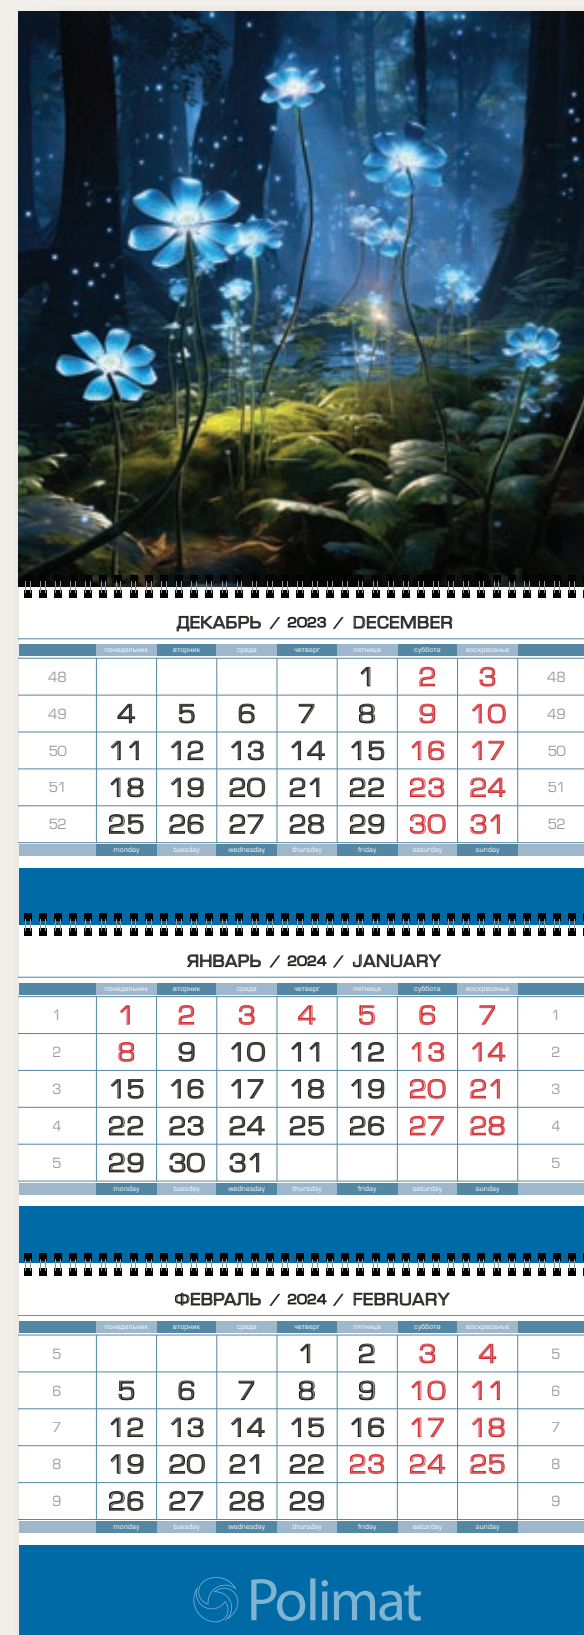 ДЕКАБРЬ / 2023 / DECEMBER
понедельник вторник среда четверг пятница суббота воскресенье
48 1 2 3 48
49 4 5 6 7 8 9 10 49
50 11 12 13 14 15 16 17 50
51 18 19 20 21 22 23 24 51
52 25 26 27 28 29 30 31 52
monday tuesday wednesday thursday friday saturday sunday
ЯНВАРЬ / 2024 / JANUARY
понедельник вторник среда четверг пятница суббота воскресенье
1 1 2 3 4 5 6 7 1
2 8 9 10 11 12 13 14 2
3 15 16 17 18 19 20 21 3
4 22 23 24 25 26 27 28 4
5 29 30 31 5
monday tuesday wednesday thursday friday saturday sunday
ФЕВРАЛЬ / 2024 / FEBRUARY
понедельник вторник среда четверг пятница суббота воскресенье
5 1 2 3 4 5
6 5 6 7 8 9 10 11 6
7 12 13 14 15 16 17 18 7
8 19 20 21 22 23 24 25 8
9 26 27 28 29 9
monday tuesday wednesday thursday friday saturday sunday
Polimat